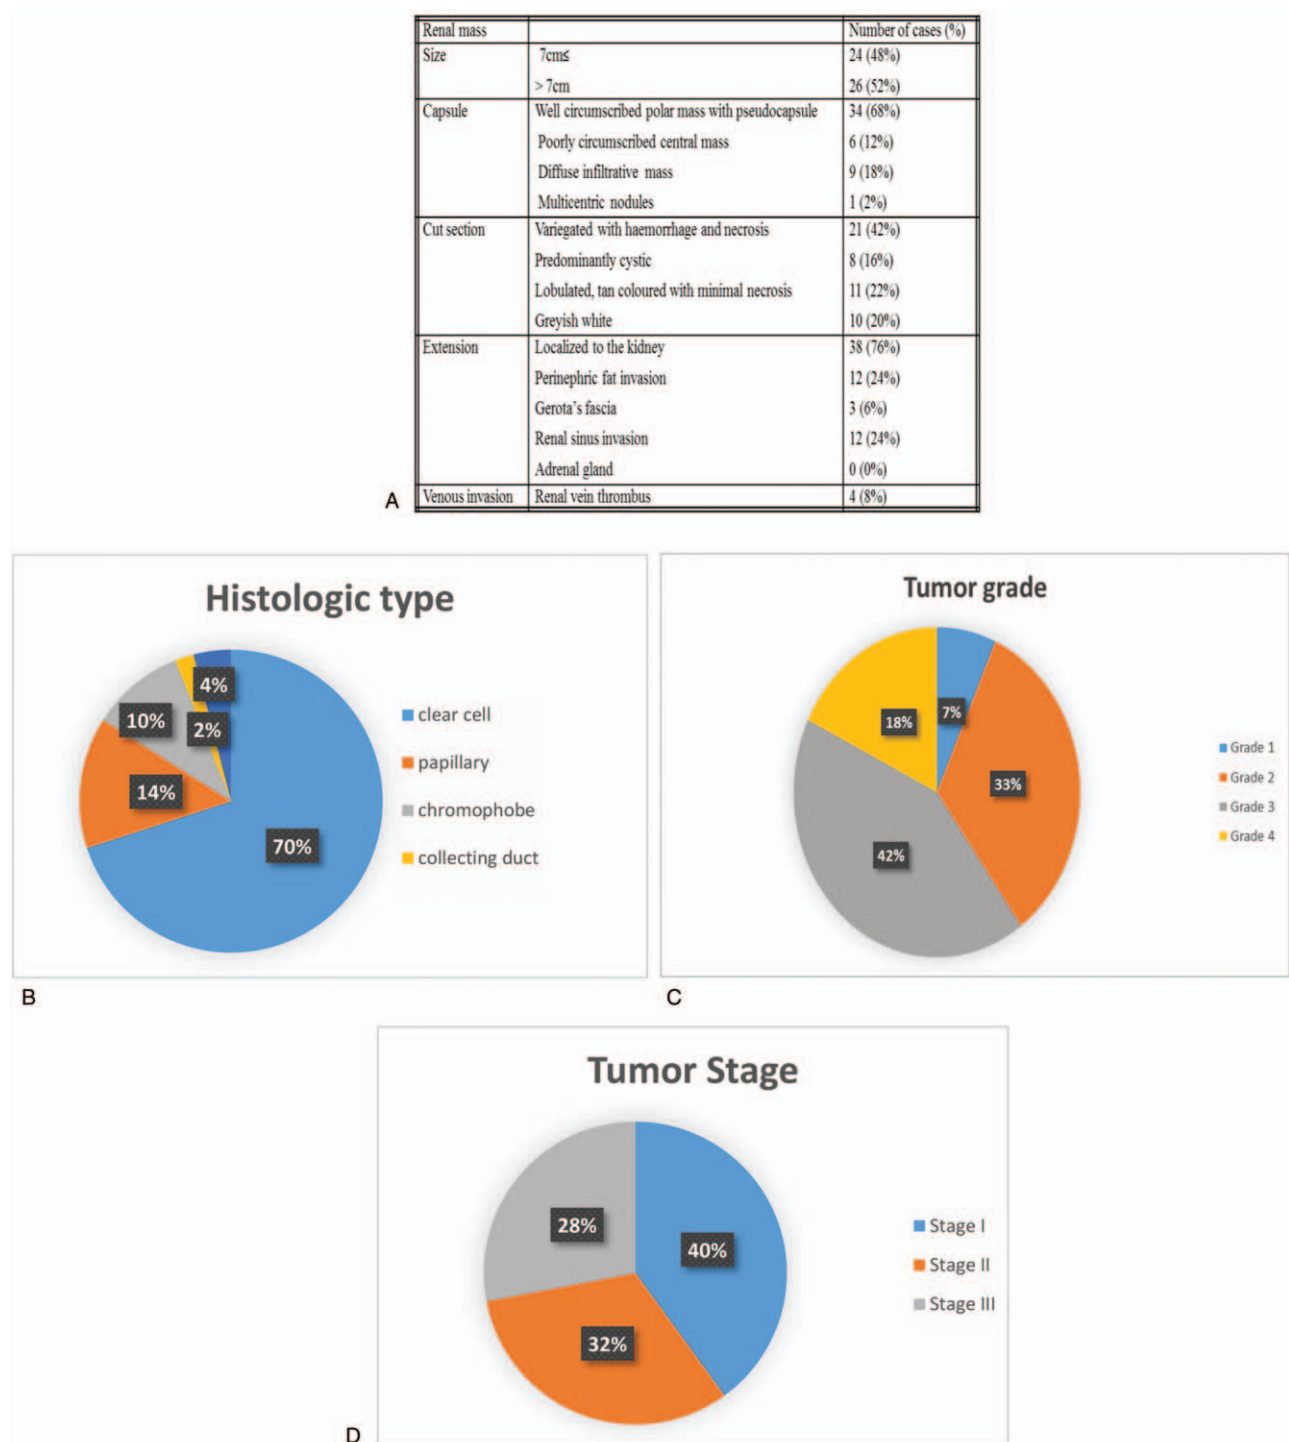 Renal mass Number of cases (%)
Size 7cm≤ 24 (48%)
> 7cm 26 (52%)
Capsule Well circumscribed polar mass with pseudocapsule 34 (68%)
Poorly circumscribed central mass 6 (12%)
Diffuse infiltrative mass 9 (18%)
Multicentric nodules 1 (2%)
Cut section Variegated with haemorrhage and necrosis 21 (42%)
Predominantly cystic 8 (16%)
Lobulated, tan coloured with minimal necrosis 11 (22%)
Greyish white 10 (20%)
Extension Localized to the kidney 38 (76%)
Perinephric fat invasion 12 (24%)
Gerota's fascia 3 (6%)
Renal sinus invasion 12 (24%)
Adrenal gland 0 (0%)
Venous invasion Renal vein thrombus 4 (8%)
A
Histologic type
4%
10%
2%
14%
70%
clear cell
papillary
chromophobe
collecting duct
B
Tumor grade
7%
18%
33%
42%
Grade 1
Grade 2
Grade 3
Grade 4
C
Tumor Stage
28%
40%
32%
Stage I
Stage II
Stage III
D